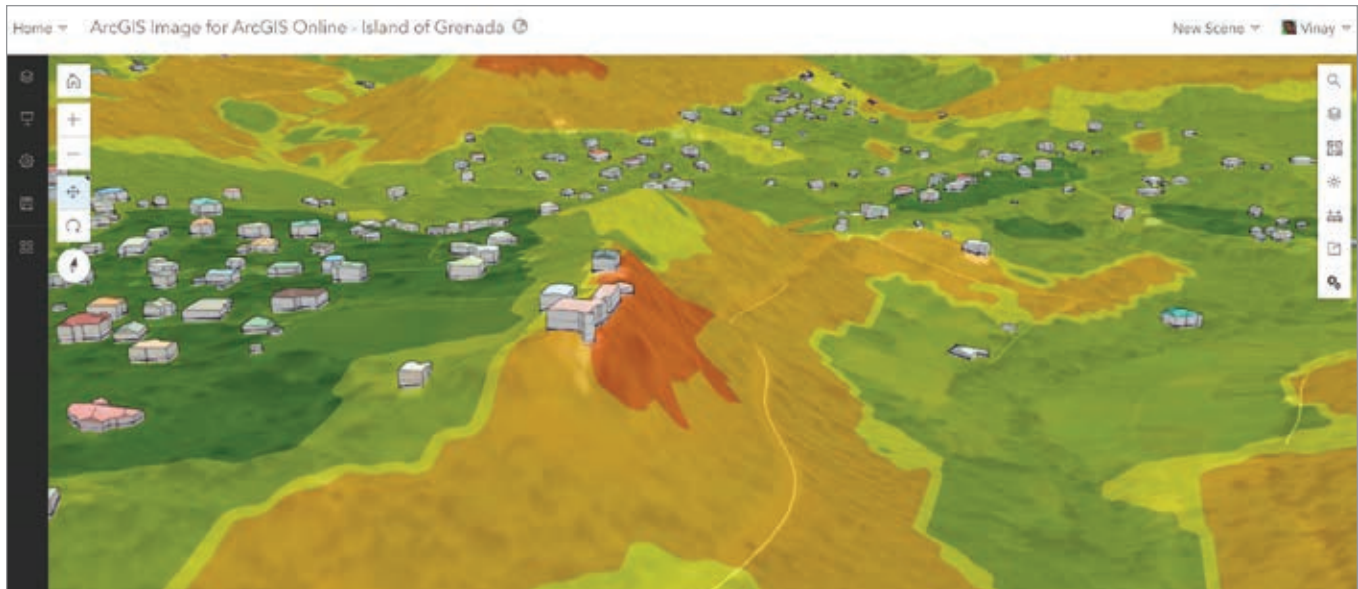 Home
ArcGIS Image for ArcGIS Online - Island of Grenada
New Scene
Vinay